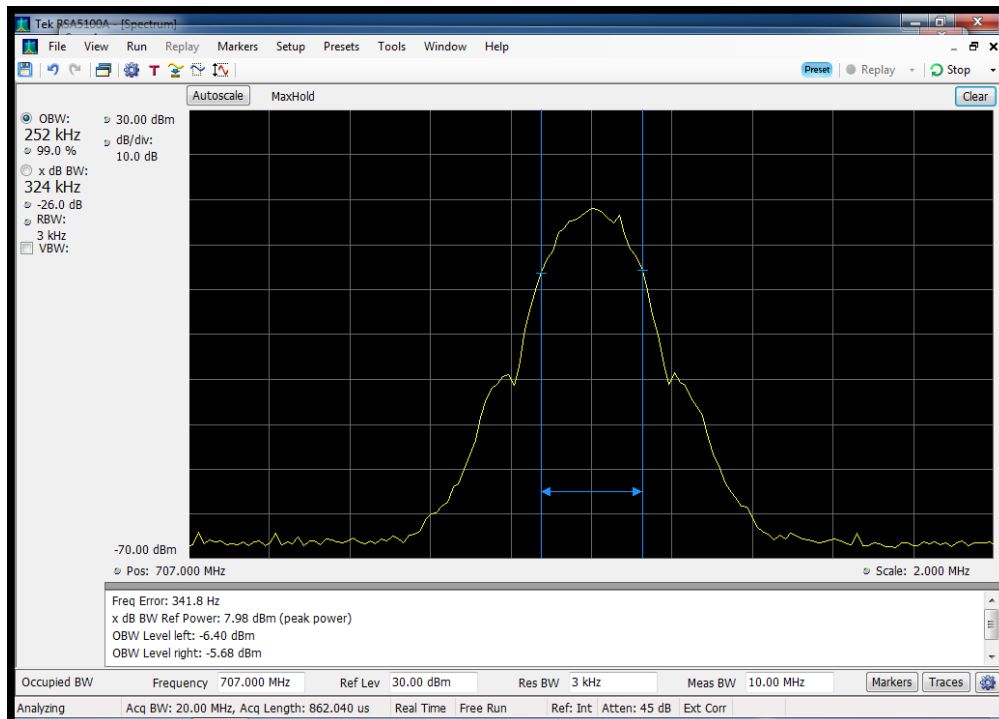 Tek RSA5100A - [Spectrum]
File View Run Replay Markers Setup Presets Tools Window Help
T Preset Replay Stop
Autoscale MaxHold Clear
OBW:
252 kHz
99.0 %
x dB BW:
324 kHz
-26.0 dB
RBW:
3 kHz
VBW:
30.00 dBm
dB/div:
10.0 dB
-70.00 dBm
Pos: 707.000 MHz Scale: 2.000 MHz
Freq Error: 341.8 Hz
x dB BW Ref Power: 7.98 dBm (peak power)
OBW Level left: -6.40 dBm
OBW Level right: -5.68 dBm
Occupied BW Frequency 707.000 MHz Ref Lev 30.00 dBm Res BW 3 kHz Meas BW 10.00 MHz Markers Traces
Analyzing Acq BW: 20.00 MHz, Acq Length: 862.040 us Real Time Free Run Ref: Int Atten: 45 dB Ext Corr